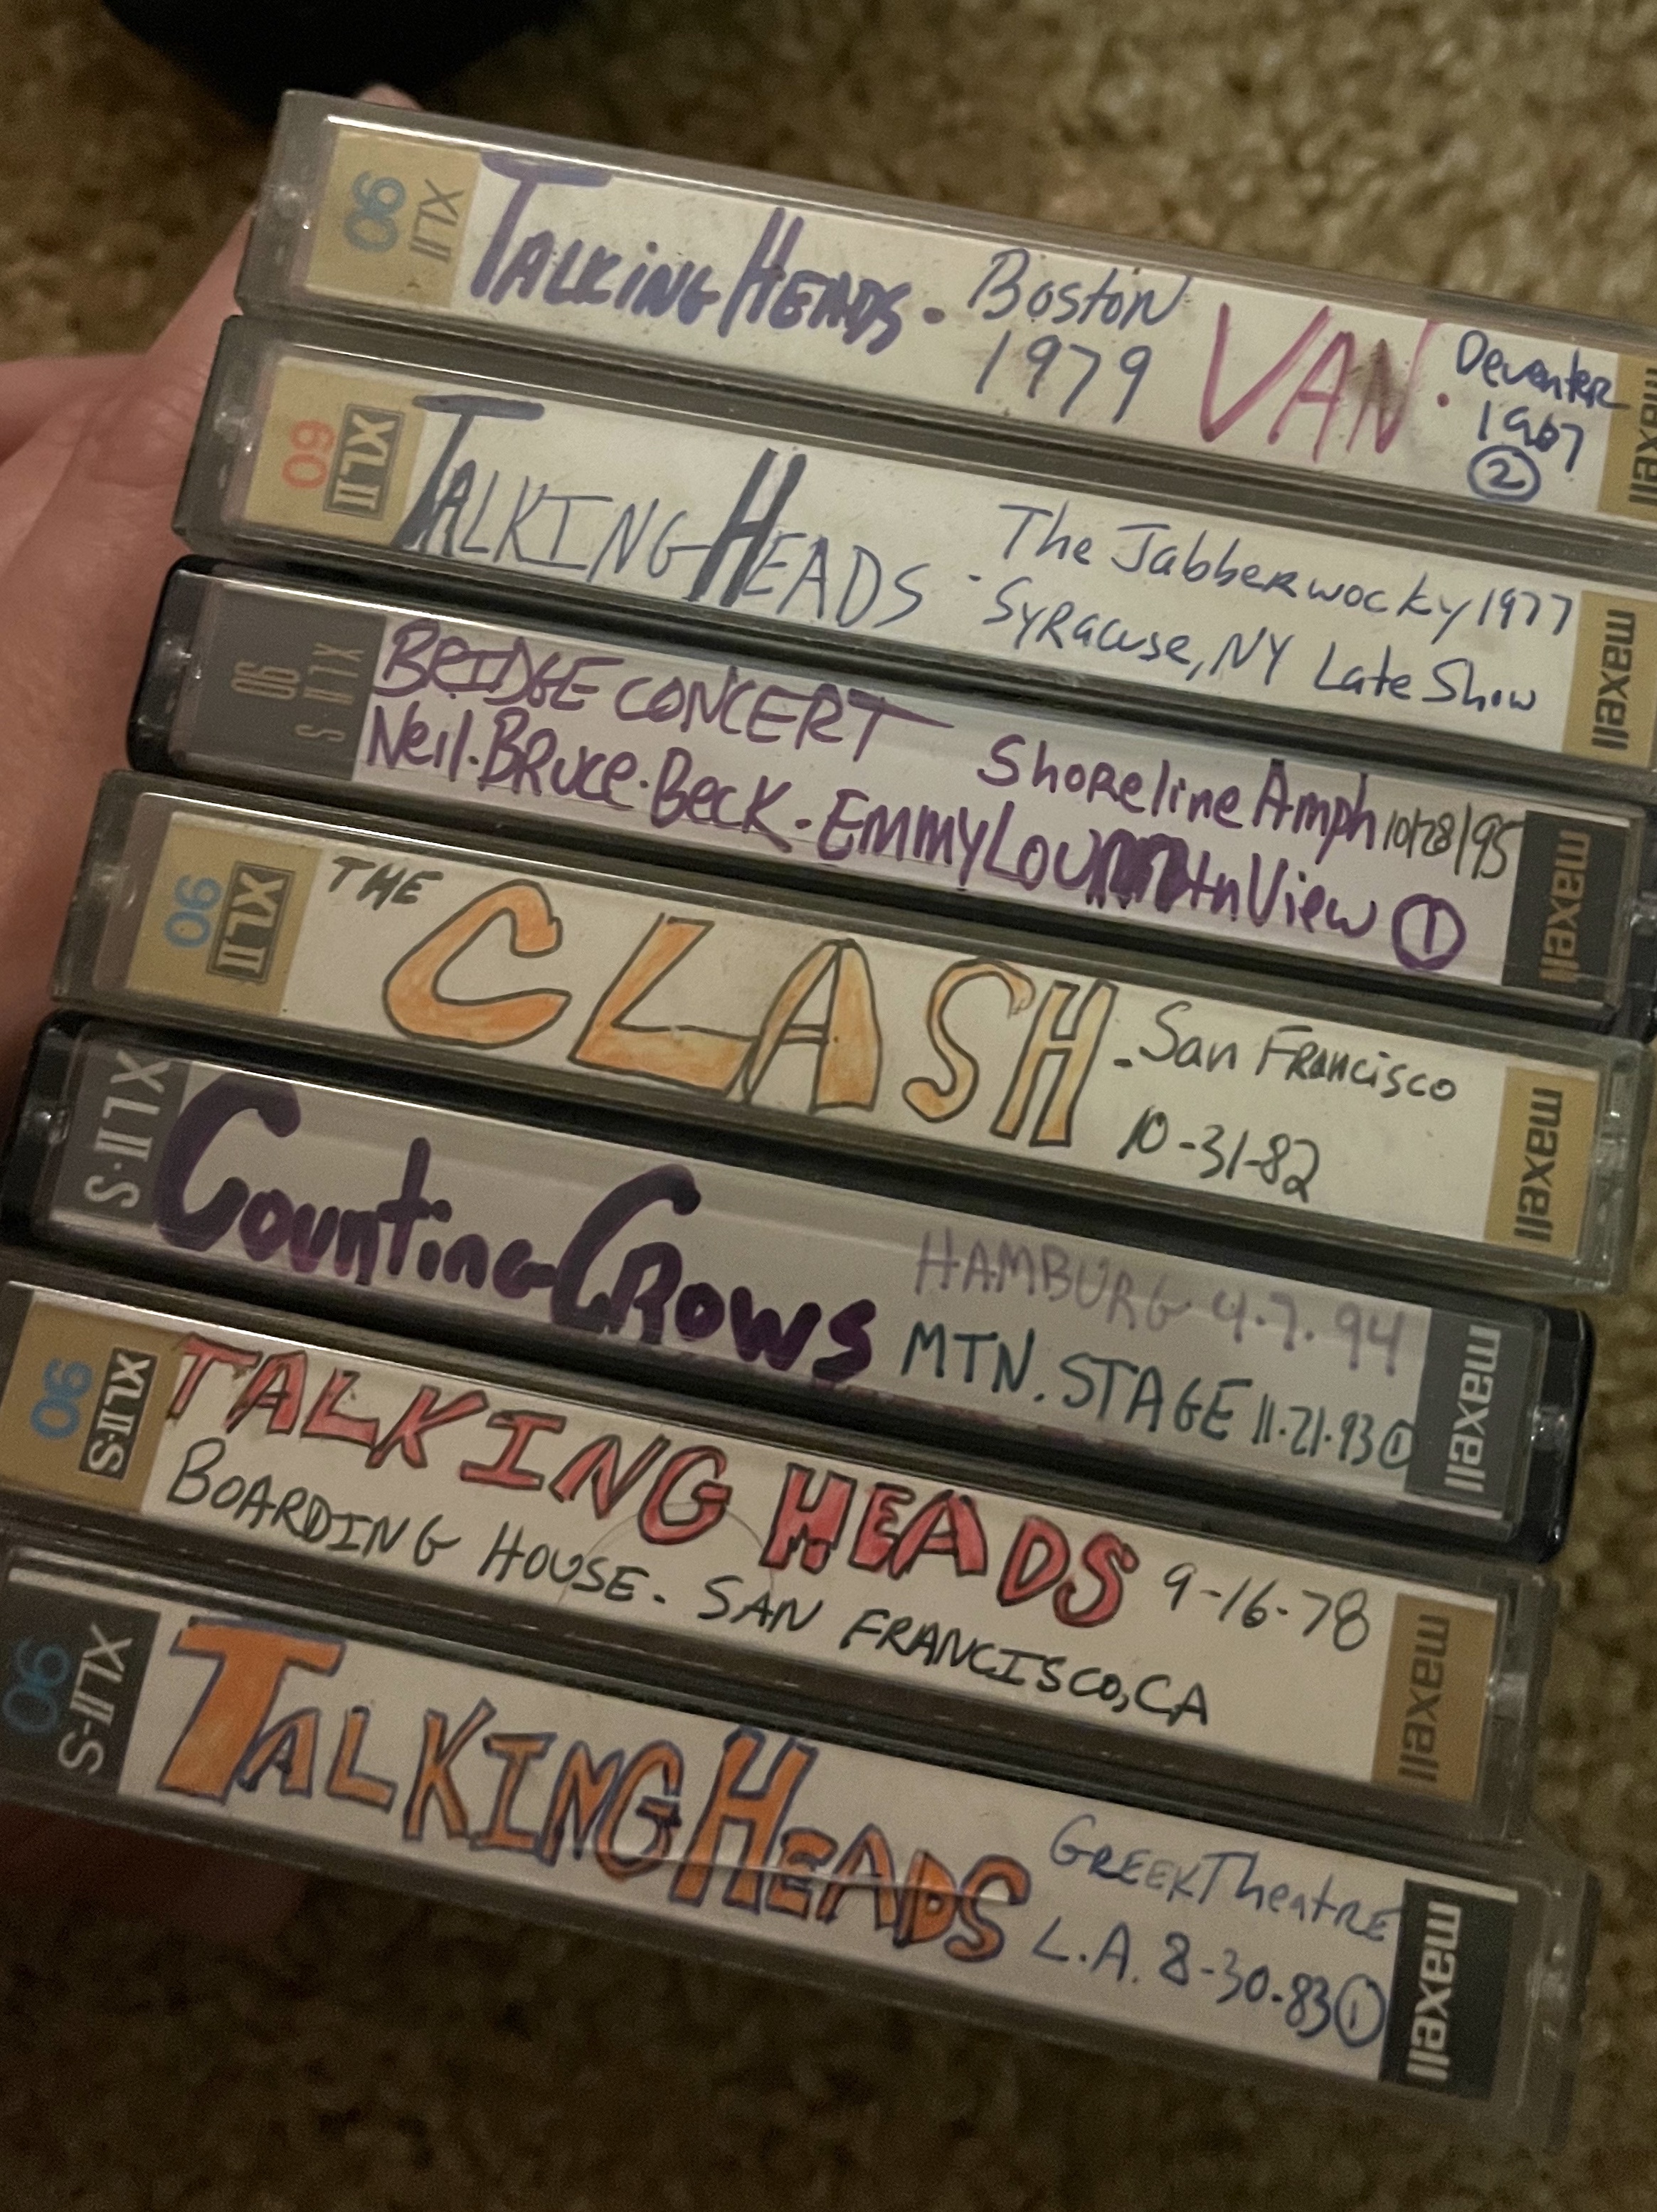 90 XLII TALKING HEADS. Boston VAN. Deventer maxell
1979 1967
②
60 XLII TALKING HEADS - The Jabberwocky 1977 maxell
Syracuse, NY Late Show
XLII-S 90 BRIDGE CONCERT Shoreline Amph 10/28/95 maxell
Neil. Bruce. Beck. Emmy Lou Mtn View ①
90 XLII THE CLASH - San Francisco maxell
10-31-82
XLII-S Counting Crows HAMBURG 4.7.94 maxell
MTN. STAGE 11.21.93 ①
90 XLII-S TALKING HEADS 9-16-78 maxell
BOARDING HOUSE. SAN FRANCISCO, CA
90 XLII-S TALKING HEADS GREEK Theatre maxell
L.A. 8-30-83 ①